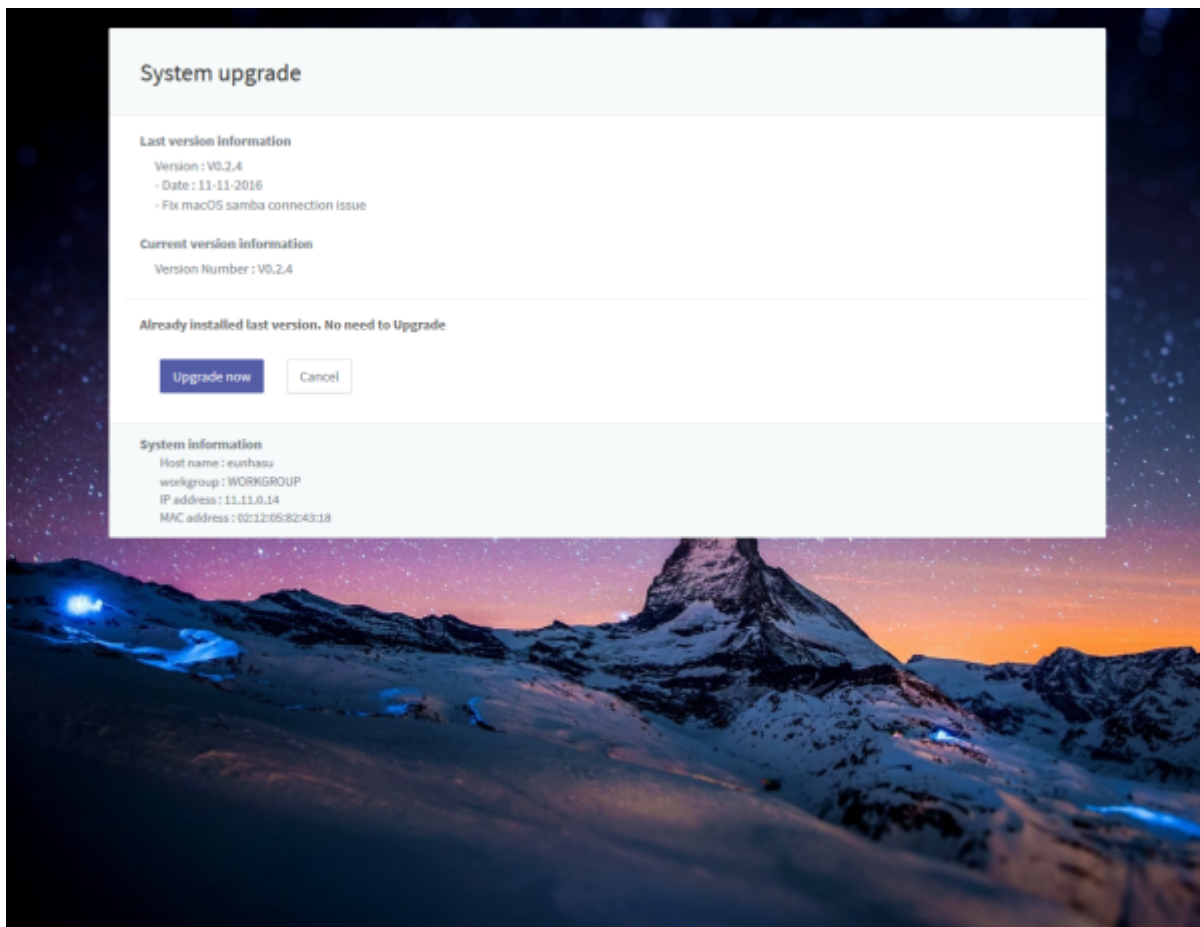 System upgrade
Last version information
Version : V0.2.4
- Date : 11-11-2016
- Fix macOS samba connection issue
Current version information
Version Number : V0.2.4
Already installed last version. No need to Upgrade
Upgrade now
Cancel
System information
Host name : eunhasu
workgroup : WORKGROUP
IP address : 11.11.0.14
MAC address : 02:12:05:82:43:18